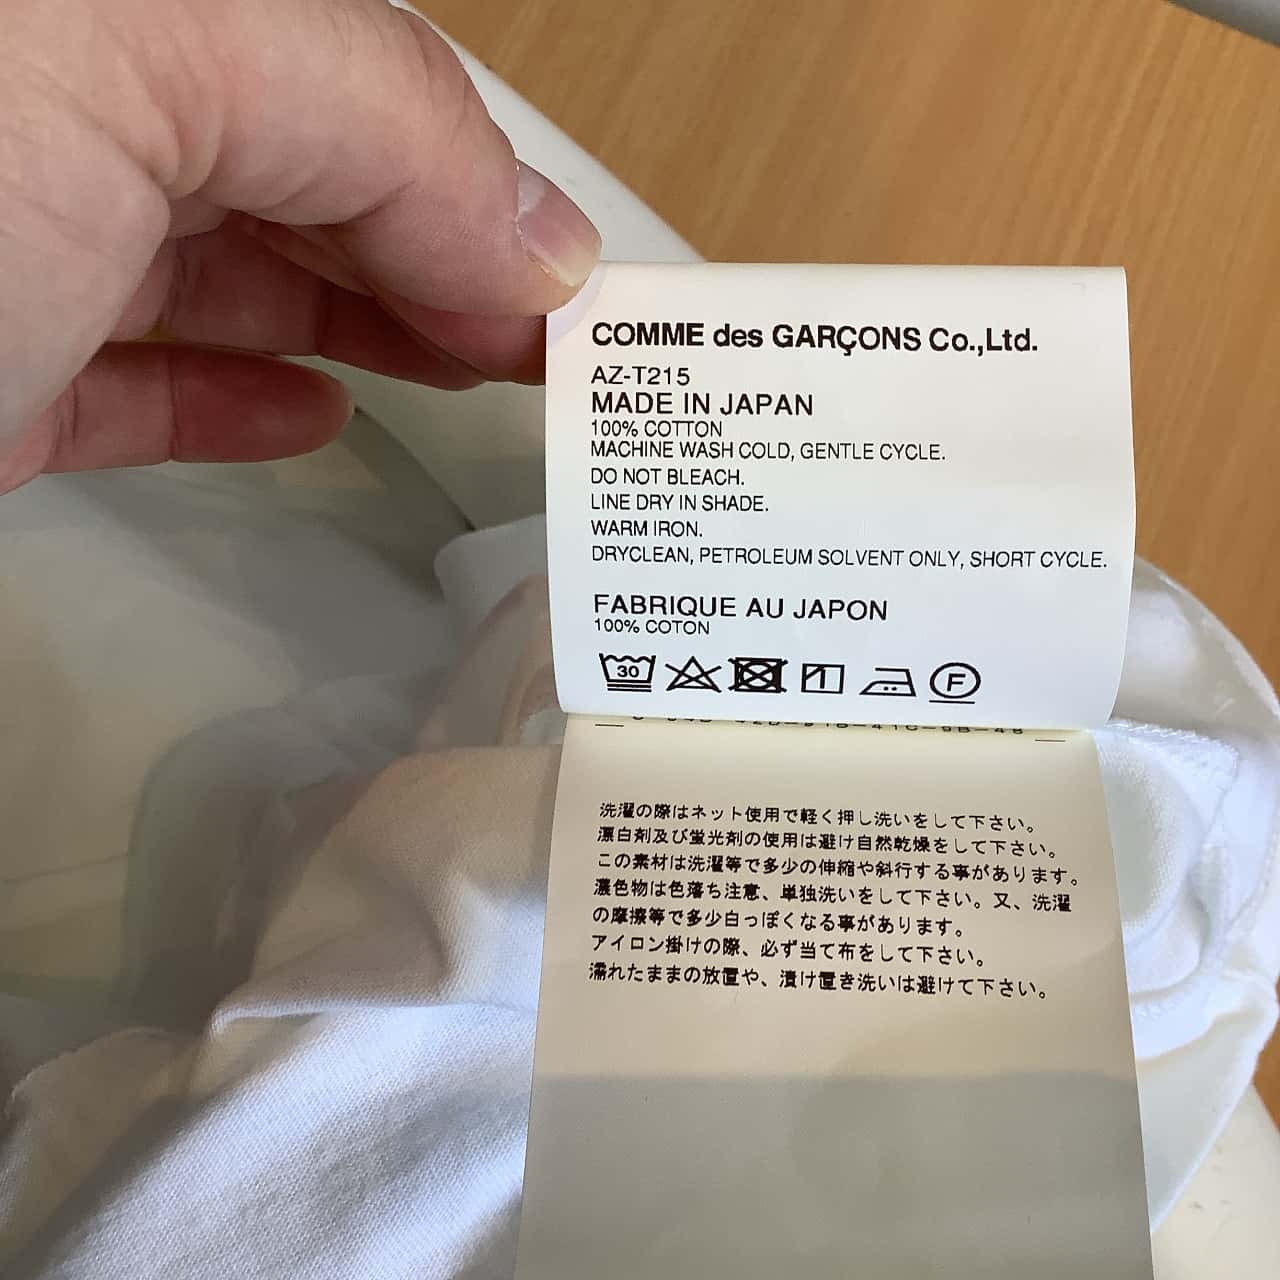 COMME des GARÇONS Co.,Ltd.
AZ-T215
MADE IN JAPAN
100% COTTON
MACHINE WASH COLD, GENTLE CYCLE.
DO NOT BLEACH.
LINE DRY IN SHADE.
WARM IRON.
DRYCLEAN, PETROLEUM SOLVENT ONLY, SHORT CYCLE.
FABRIQUE AU JAPON
100% COTON
30 F
洗濯の際はネット使用で軽く押し洗いをして下さい。
漂白剤及び蛍光剤の使用は避け自然乾燥をして下さい。
この素材は洗濯等で多少の伸縮や斜行する事があります。
濃色物は色落ち注意、単独洗いをして下さい。又、洗濯
の摩擦等で多少白っぽくなる事があります。
アイロン掛けの際、必ず当て布をして下さい。
濡れたままの放置や、漬け置き洗いは避けて下さい。